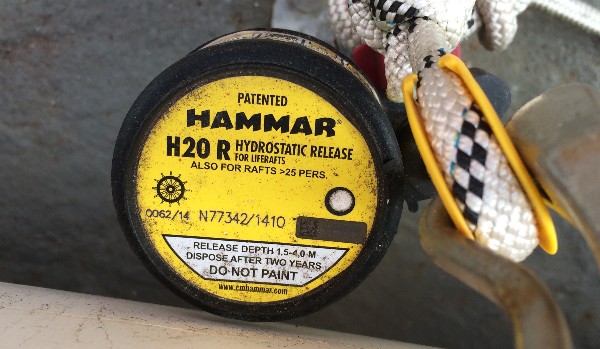 PATENTED
HAMMAR®
H20 R HYDROSTATIC RELEASE
FOR LIFERAFTS
ALSO FOR RAFTS >25 PERS.
0062/14 N77342/1410
RELEASE DEPTH 1.5-4.0 M
DISPOSE AFTER TWO YEARS
DO NOT PAINT
www.cmhammar.com